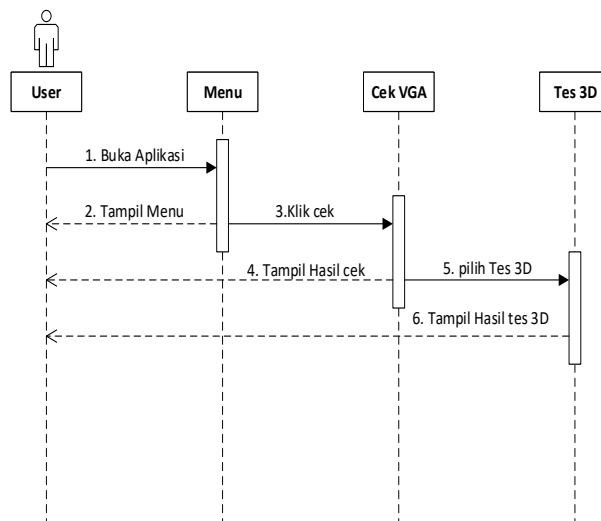 User
Menu
Cek VGA
Tes 3D
1. Buka Aplikasi
2. Tampil Menu
3.Klik cek
4. Tampil Hasil cek
5. pilih Tes 3D
6. Tampil Hasil tes 3D